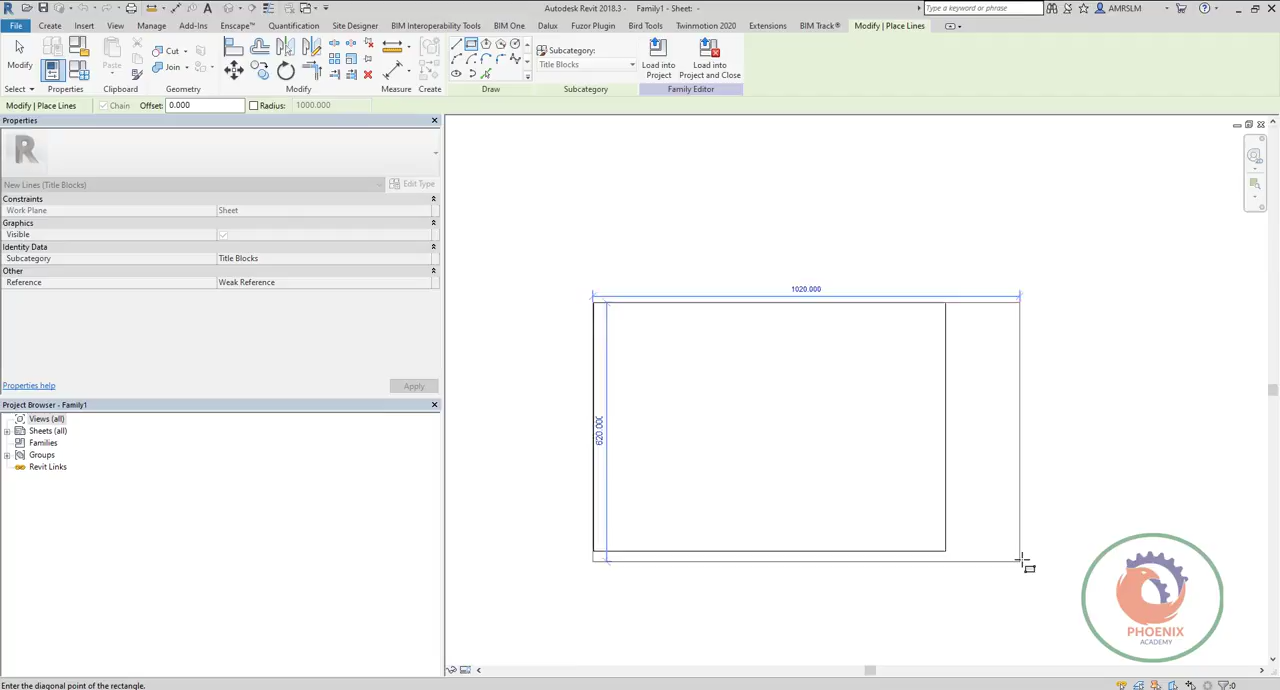 Autodesk Revit 2018.3 - Family1 - Sheet: -
Type a keyword or phrase
AMRSLM
File Create Insert View Manage Add-Ins Enscape™ Quantification Site Designer BIM Interoperability Tools BIM One Dalux Fuzor Plugin Bird Tools Twinmotion 2020 Extensions BIM Track® Modify | Place Lines
Modify
Paste
Cut
Join
Load into Project
Load into Project and Close
Subcategory:
Title Blocks
Select Properties Clipboard Geometry Modify Measure Create Draw Subcategory Family Editor
Modify | Place Lines Chain Offset: 0.000 Radius: 1000.000
Properties
R
New Lines (Title Blocks) Edit Type
Constraints
Work Plane Sheet
Graphics
Visible
Identity Data
Subcategory Title Blocks
Other
Reference Weak Reference
Properties help Apply
Project Browser - Family1
Views (all)
Sheets (all)
Families
Groups
Revit Links
1020.000
620.000
PHOENIX
ACADEMY
Enter the diagonal point of the rectangle.
:0